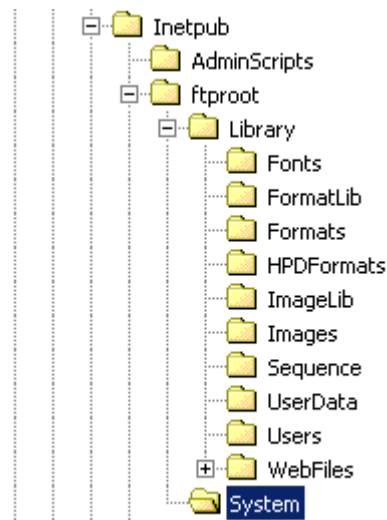 Inetpub
AdminScripts
ftproot
Library
Fonts
FormatLib
Formats
HPDFormats
ImageLib
Images
Sequence
UserData
Users
WebFiles
System